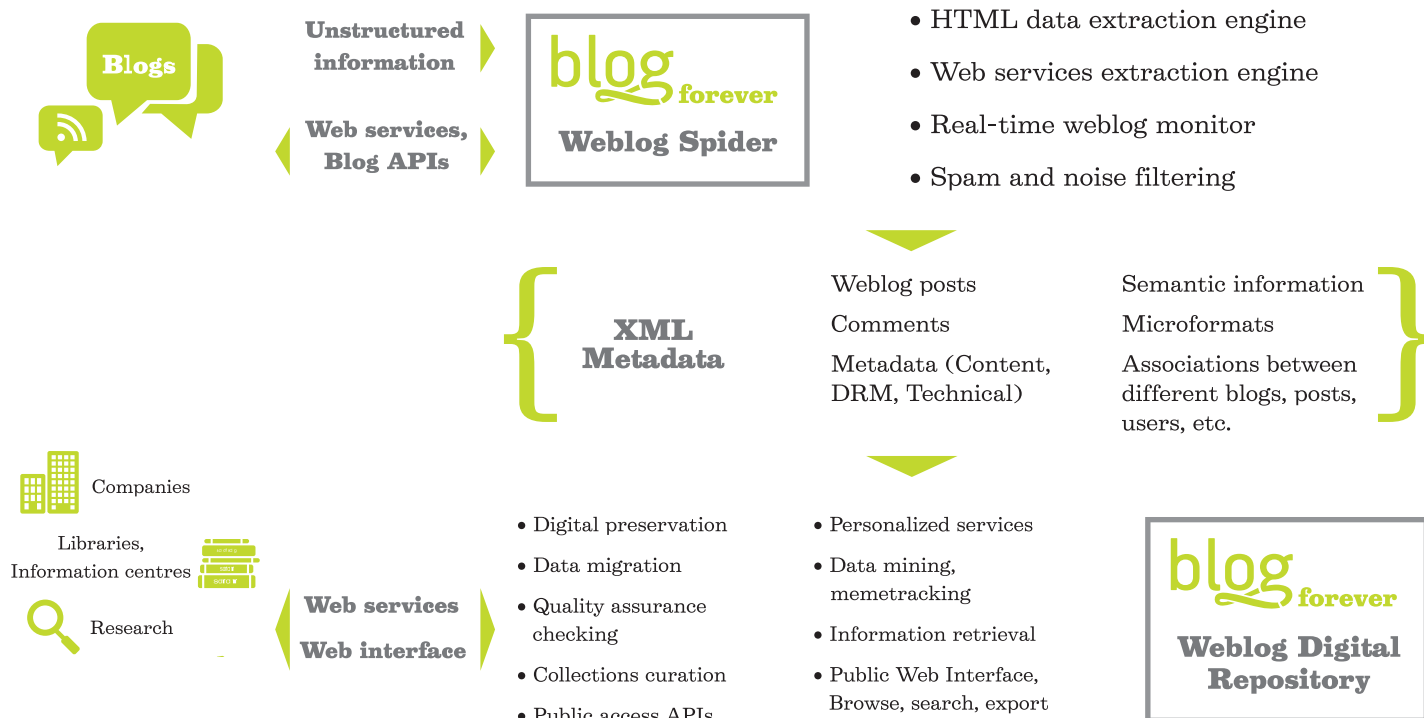 Blogs
Unstructured
information
Web services,
Blog APIs
blog
forever
Weblog Spider
• HTML data extraction engine
• Web services extraction engine
• Real-time weblog monitor
• Spam and noise filtering
XML
Metadata
Weblog posts
Comments
Metadata (Content,
DRM, Technical)
Semantic information
Microformats
Associations between
different blogs, posts,
users, etc.
Companies
Libraries,
Information centres
Research
Web services
Web interface
• Digital preservation
• Data migration
• Quality assurance
checking
• Collections curation
• Public access APIs
• Personalized services
• Data mining,
memetracking
• Information retrieval
• Public Web Interface,
Browse, search, export
blog
forever
Weblog Digital
Repository